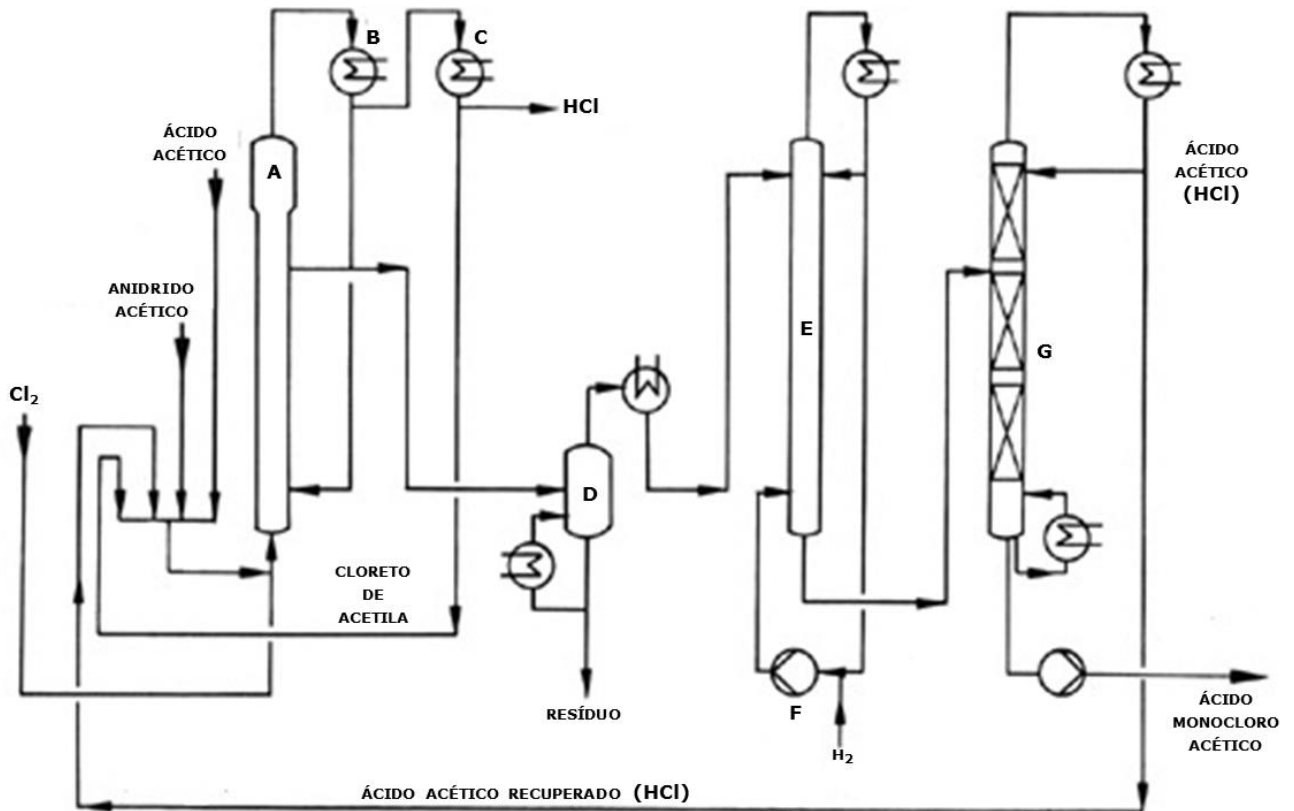 B
C
HCl
ÁCIDO
ACÉTICO
A
ÁCIDO
ACÉTICO
(HCl)
ANIDRIDO
ACÉTICO
E
G
Cl₂
D
CLORETO
DE
ACETILA
RESÍDUO
F
H₂
ÁCIDO
MONOCLORO
ACÉTICO
ÁCIDO ACÉTICO RECUPERADO (HCl)